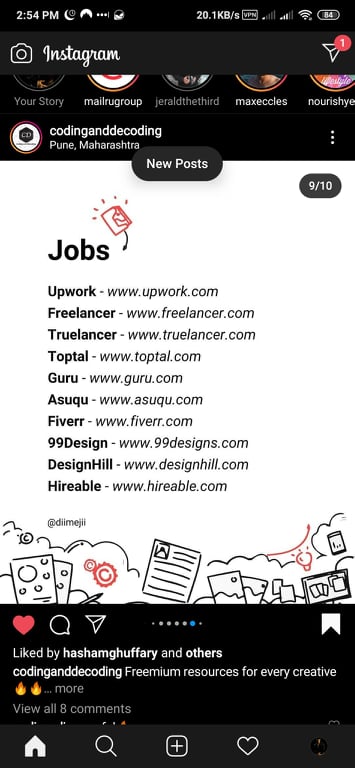 2:54 PM
20.1KB/s VPN 84
Instagram
1
Your Story mailrugroup jeraldthethird maxeccles nourishye
codinganddecoding
Pune, Maharashtra
New Posts
9/10
Jobs
Upwork - www.upwork.com
Freelancer - www.freelancer.com
Truelancer - www.truelancer.com
Toptal - www.toptal.com
Guru - www.guru.com
Asuqu - www.asuqu.com
Fiverr - www.fiverr.com
99Design - www.99designs.com
DesignHill - www.designhill.com
Hireable - www.hireable.com
@diimejii
Liked by hashamghuffary and others
codinganddecoding Freemium resources for every creative
🔥🔥... more
View all 8 comments